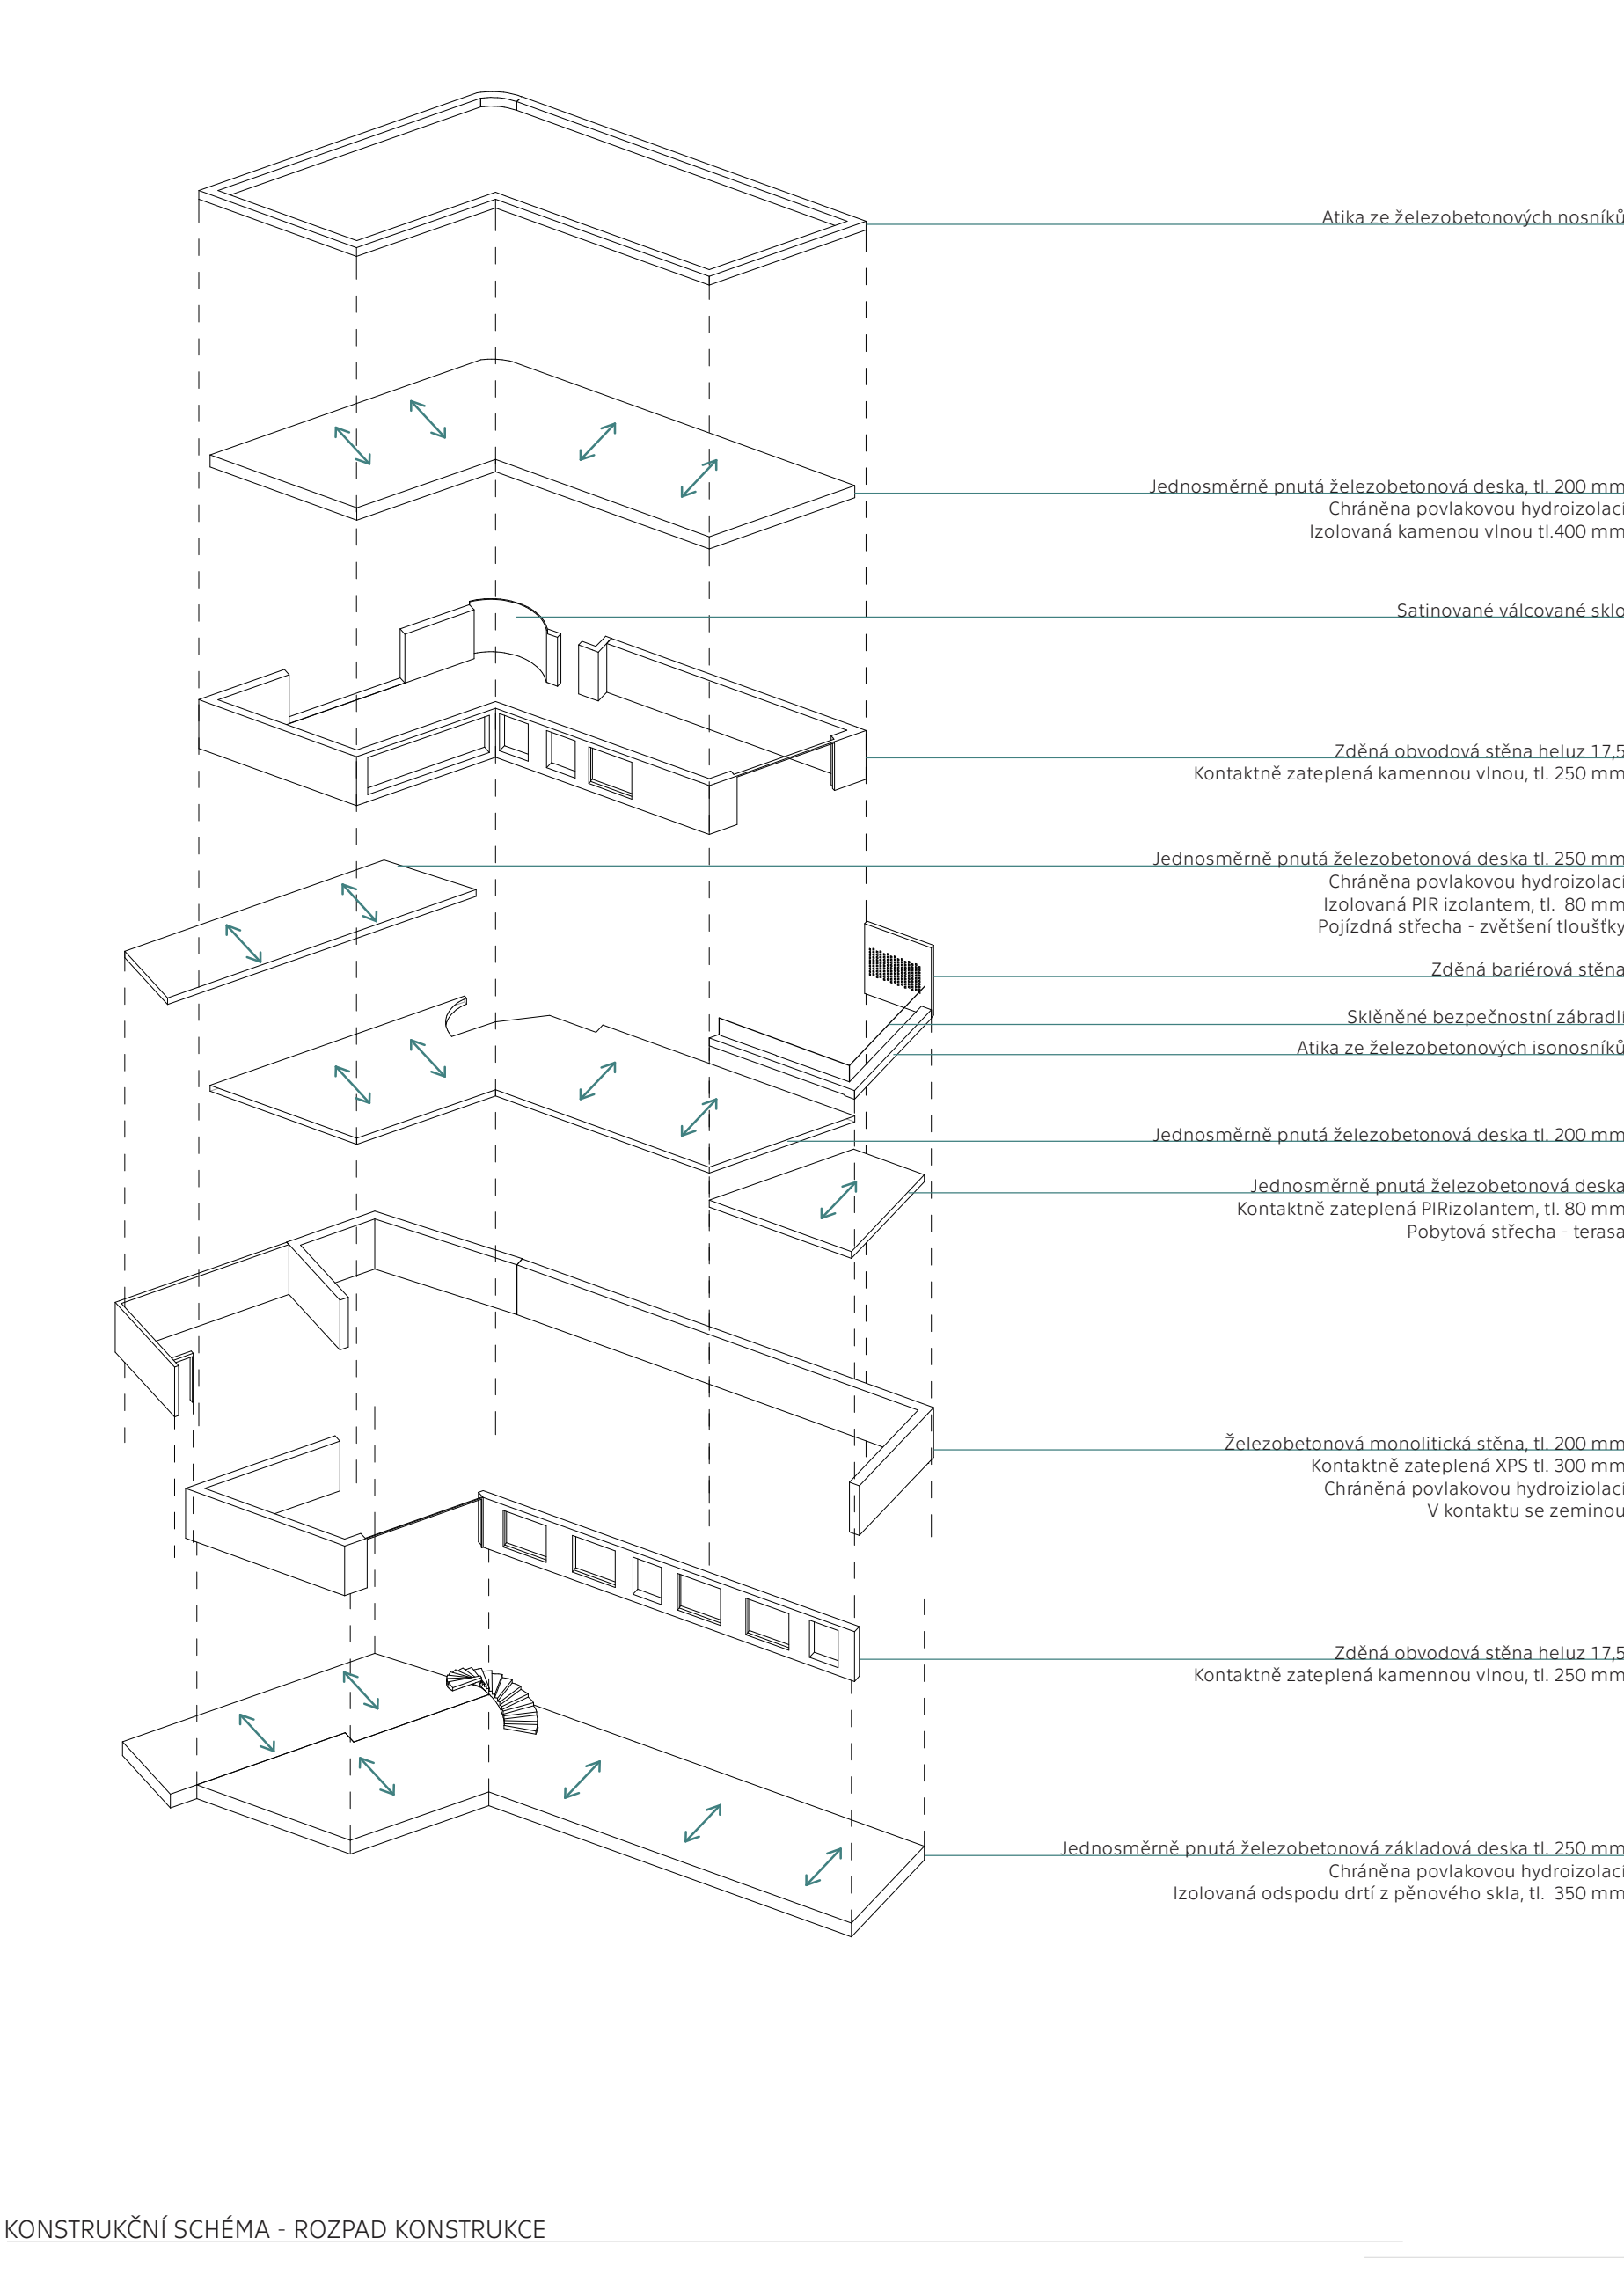 Atika ze železobetonových nosníků
Jednosměrně pnutá železobetonová deska, tl. 200 mm
Chráněna povlakovou hydroizolací
Izolovaná kamenou vlnou tl.400 mm
Satinované válcované sklo
Zděná obvodová stěna heluz 17,5
Kontaktně zateplená kamennou vlnou, tl. 250 mm
Jednosměrně pnutá železobetonová deska tl. 250 mm
Chráněna povlakovou hydroizolací
Izolovaná PIR izolantem, tl. 80 mm
Pojízdná střecha - zvětšení tloušťky
Zděná bariérová stěna
Sklěněné bezpečnostní zábradlí
Atika ze železobetonových isonosníků
Jednosměrně pnutá železobetonová deska tl. 200 mm
Jednosměrně pnutá železobetonová deska
Kontaktně zateplená PIRizolantem, tl. 80 mm
Pobytová střecha - terasa
Železobetonová monolitická stěna, tl. 200 mm
Kontaktně zateplená XPS tl. 300 mm
Chráněná povlakovou hydroiziolací
V kontaktu se zeminou
Zděná obvodová stěna heluz 17,5
Kontaktně zateplená kamennou vlnou, tl. 250 mm
Jednosměrně pnutá železobetonová základová deska tl. 250 mm
Chráněna povlakovou hydroizolací
Izolovaná odspodu drtí z pěnového skla, tl. 350 mm
KONSTRUKČNÍ SCHÉMA - ROZPAD KONSTRUKCE